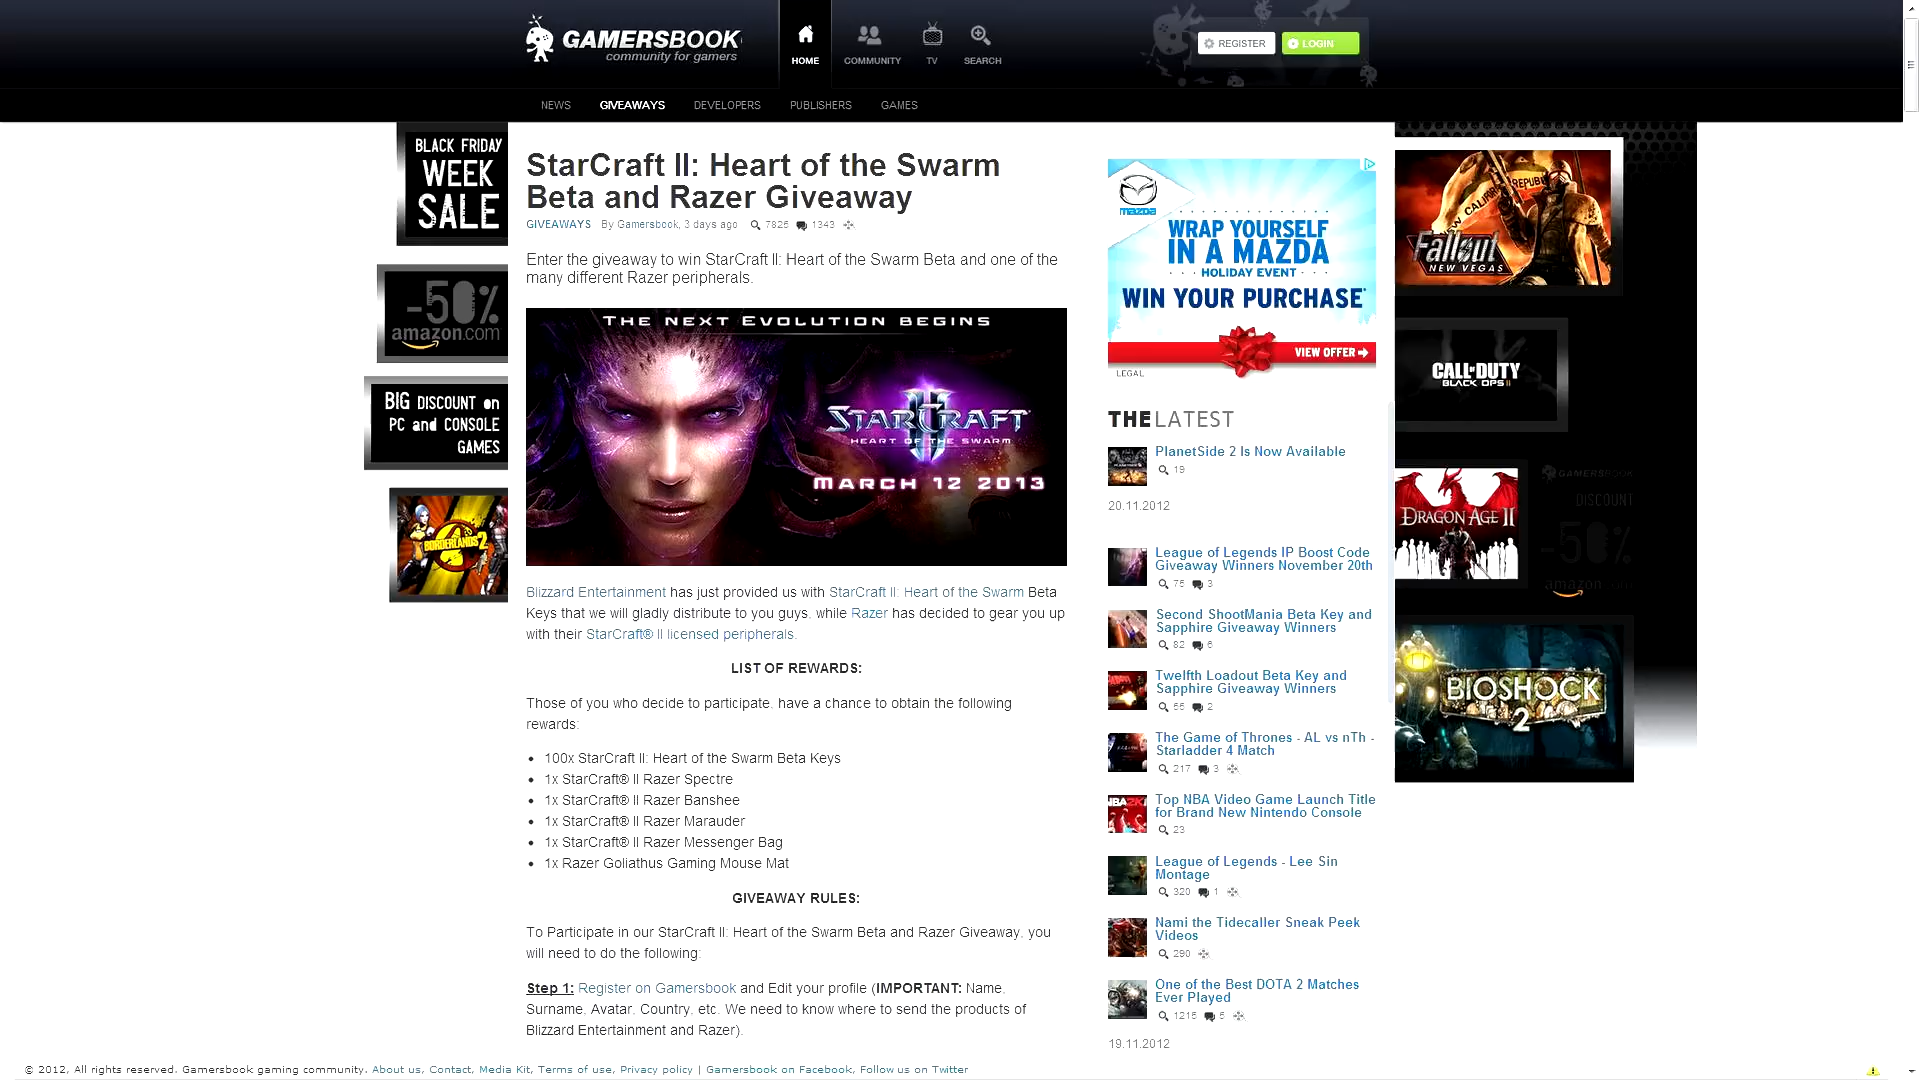 GAMERSBOOK
community for gamers
HOME
COMMUNITY
TV
SEARCH
REGISTER
LOGIN
NEWS
GIVEAWAYS
DEVELOPERS
PUBLISHERS
GAMES
BLACK FRIDAY
WEEK
SALE
-50%
amazon.com
BIG DISCOUNT on
PC and CONSOLE
GAMES
BORDERLANDS 2
StarCraft II: Heart of the Swarm
Beta and Razer Giveaway
GIVEAWAYS By Gamersbook, 3 days ago 7825 1343
Enter the giveaway to win StarCraft II: Heart of the Swarm Beta and one of the
many different Razer peripherals.
THE NEXT EVOLUTION BEGINS
STARCRAFT II
HEART OF THE SWARM
MARCH 12 2013
Blizzard Entertainment has just provided us with StarCraft II: Heart of the Swarm Beta
Keys that we will gladly distribute to you guys, while Razer has decided to gear you up
with their StarCraft® II licensed peripherals.
LIST OF REWARDS:
Those of you who decide to participate, have a chance to obtain the following
rewards:
• 100x StarCraft II: Heart of the Swarm Beta Keys
• 1x StarCraft® II Razer Spectre
• 1x StarCraft® II Razer Banshee
• 1x StarCraft® II Razer Marauder
• 1x StarCraft® II Razer Messenger Bag
• 1x Razer Goliathus Gaming Mouse Mat
GIVEAWAY RULES:
To Participate in our StarCraft II: Heart of the Swarm Beta and Razer Giveaway, you
will need to do the following:
Step 1: Register on Gamersbook and Edit your profile (IMPORTANT: Name,
Surname, Avatar, Country, etc. We need to know where to send the products of
Blizzard Entertainment and Razer).
mazda
WRAP YOURSELF
IN A MAZDA
HOLIDAY EVENT
WIN YOUR PURCHASE*
VIEW OFFER
LEGAL
THE LATEST
PlanetSide 2 Is Now Available
19
20.11.2012
League of Legends IP Boost Code
Giveaway Winners November 20th
75 3
Second ShootMania Beta Key and
Sapphire Giveaway Winners
82 6
Twelfth Loadout Beta Key and
Sapphire Giveaway Winners
55 2
The Game of Thrones - AL vs nTh -
Starladder 4 Match
217 3
Top NBA Video Game Launch Title
for Brand New Nintendo Console
23
League of Legends - Lee Sin
Montage
320 1
Nami the Tidecaller Sneak Peek
Videos
290
One of the Best DOTA 2 Matches
Ever Played
1215 5
19.11.2012
CALIFORNIA REPUBLIC
Fallout
NEW VEGAS
CALL OF DUTY
BLACK OPS II
DRAGON AGE II
GAMERSBOOK
DISCOUNT
-50%
amazon
BIOSHOCK
2
© 2012, All rights reserved. Gamersbook gaming community. About us, Contact, Media Kit, Terms of use, Privacy policy | Gamersbook on Facebook, Follow us on Twitter